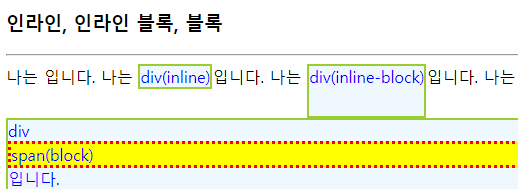 인라인, 인라인 블록, 블록
나는 입니다. 나는 div(inline) 입니다. 나는 div(inline-block) 입니다. 나는
div
span(block)
입니다.